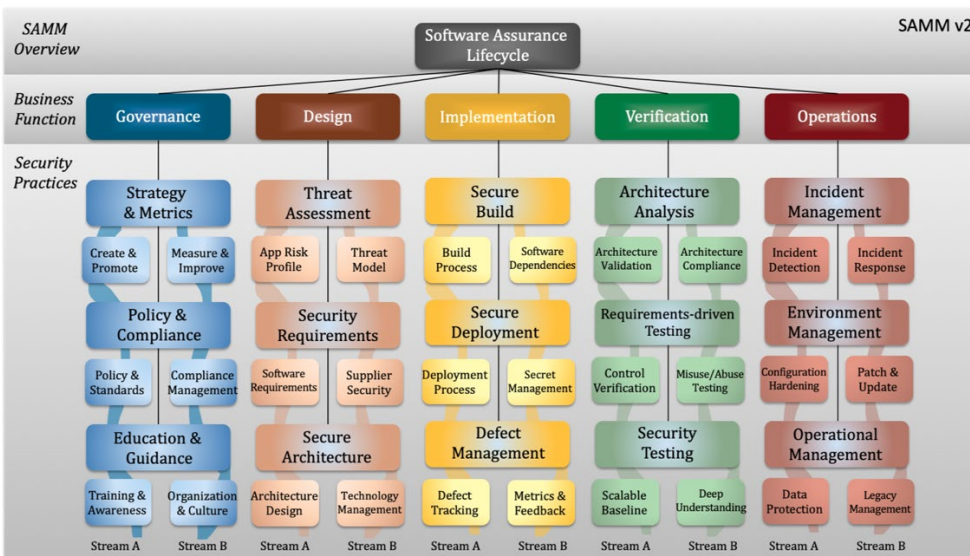 SAMM
Overview
Software Assurance
Lifecycle
SAMM v2
Business
Function
Governance
Design
Implementation
Verification
Operations
Security
Practices
Strategy
& Metrics
Threat
Assessment
Secure
Build
Architecture
Analysis
Incident
Management
Create &
Promote
Measure &
Improve
App Risk
Profile
Threat
Model
Build
Process
Software
Dependencies
Architecture
Validation
Architecture
Compliance
Incident
Detection
Incident
Response
Policy &
Compliance
Security
Requirements
Secure
Deployment
Requirements-driven
Testing
Environment
Management
Policy &
Standards
Compliance
Management
Software
Requirements
Supplier
Security
Deployment
Process
Secret
Management
Control
Verification
Misuse/Abuse
Testing
Configuration
Hardening
Patch &
Update
Education &
Guidance
Secure
Architecture
Defect
Management
Security
Testing
Operational
Management
Training &
Awareness
Organization
& Culture
Architecture
Design
Technology
Management
Defect
Tracking
Metrics &
Feedback
Scalable
Baseline
Deep
Understanding
Data
Protection
Legacy
Management
Stream A
Stream B
Stream A
Stream B
Stream A
Stream B
Stream A
Stream B
Stream A
Stream B